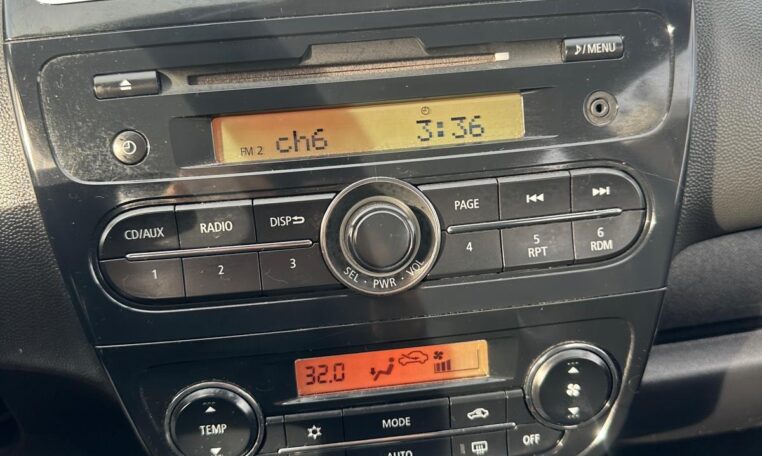 ♪/MENU
FM 2 ch6 3:36
CD/AUX RADIO DISP PAGE
1 2 3 4 5 RPT 6 RDM
SEL · PWR · VOL
32.0
TEMP MODE
AUTO OFF